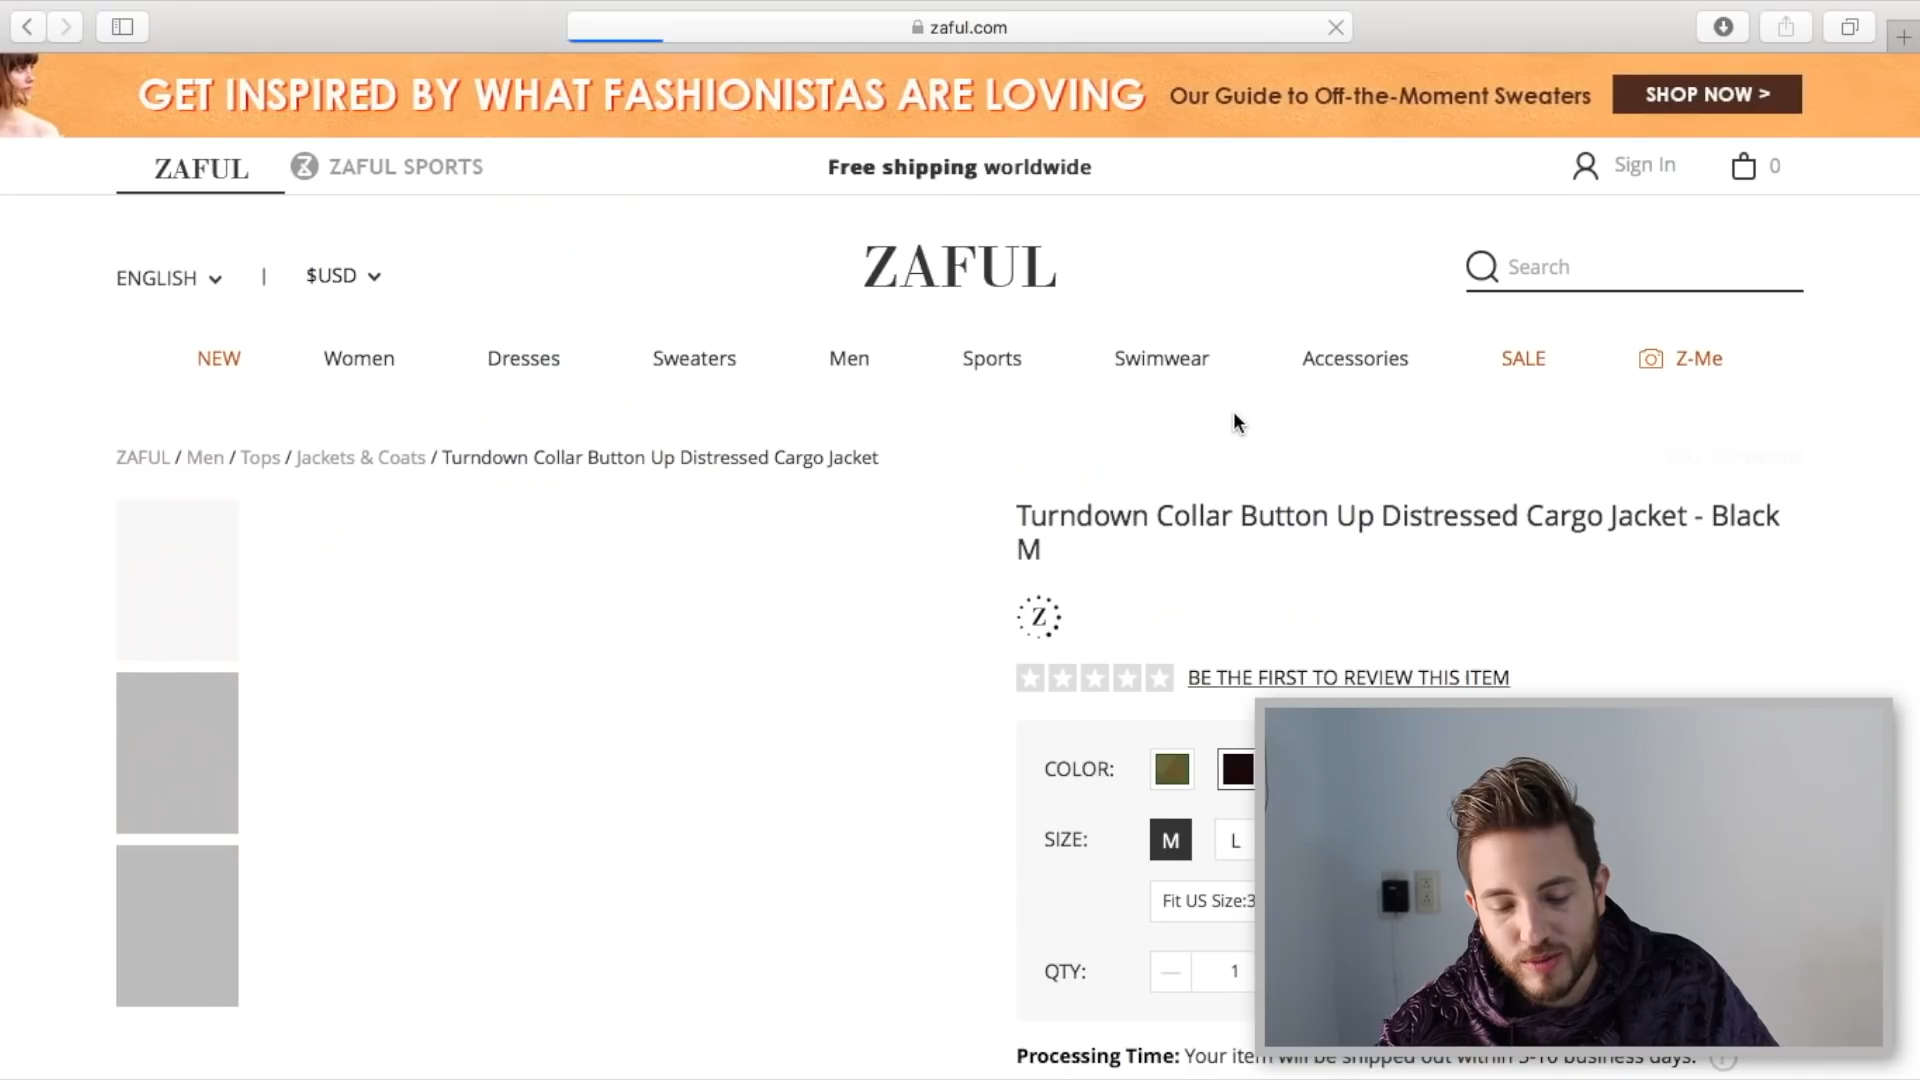 zaful.com
GET INSPIRED BY WHAT FASHIONISTAS ARE LOVING Our Guide to Off-the-Moment Sweaters SHOP NOW >
ZAFUL Z ZAFUL SPORTS Free shipping worldwide Sign In 0
ENGLISH | $USD ZAFUL Search
NEW Women Dresses Sweaters Men Sports Swimwear Accessories SALE Z-Me
ZAFUL / Men / Tops / Jackets & Coats / Turndown Collar Button Up Distressed Cargo Jacket
Turndown Collar Button Up Distressed Cargo Jacket - Black
M
Z
BE THE FIRST TO REVIEW THIS ITEM
COLOR:
SIZE: M L
Fit US Size:3
QTY: — 1
Processing Time: Your item will be shipped out within 3-10 business days. ?